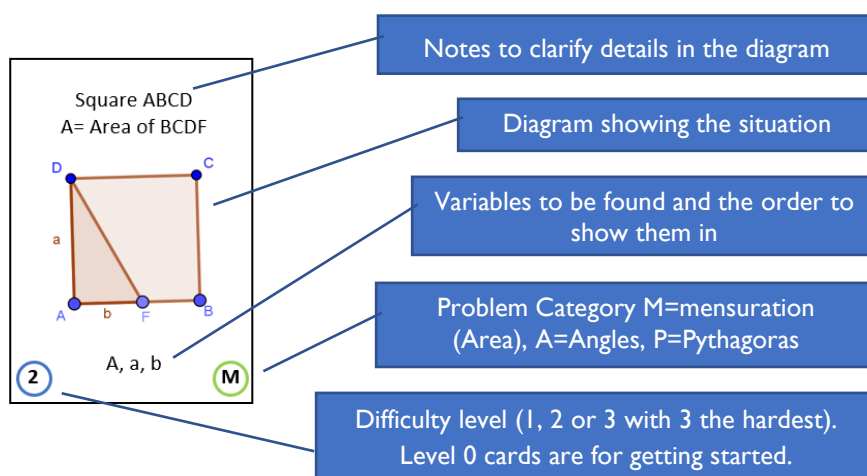 Notes to clarify details in the diagram
Square ABCD
A= Area of BCDF
Diagram showing the situation
D
C
Variables to be found and the order to
show them in
a
A
b
F
B
Problem Category M=mensuration
(Area), A=Angles, P=Pythagoras
A, a, b
2
M
Difficulty level (1, 2 or 3 with 3 the hardest).
Level 0 cards are for getting started.